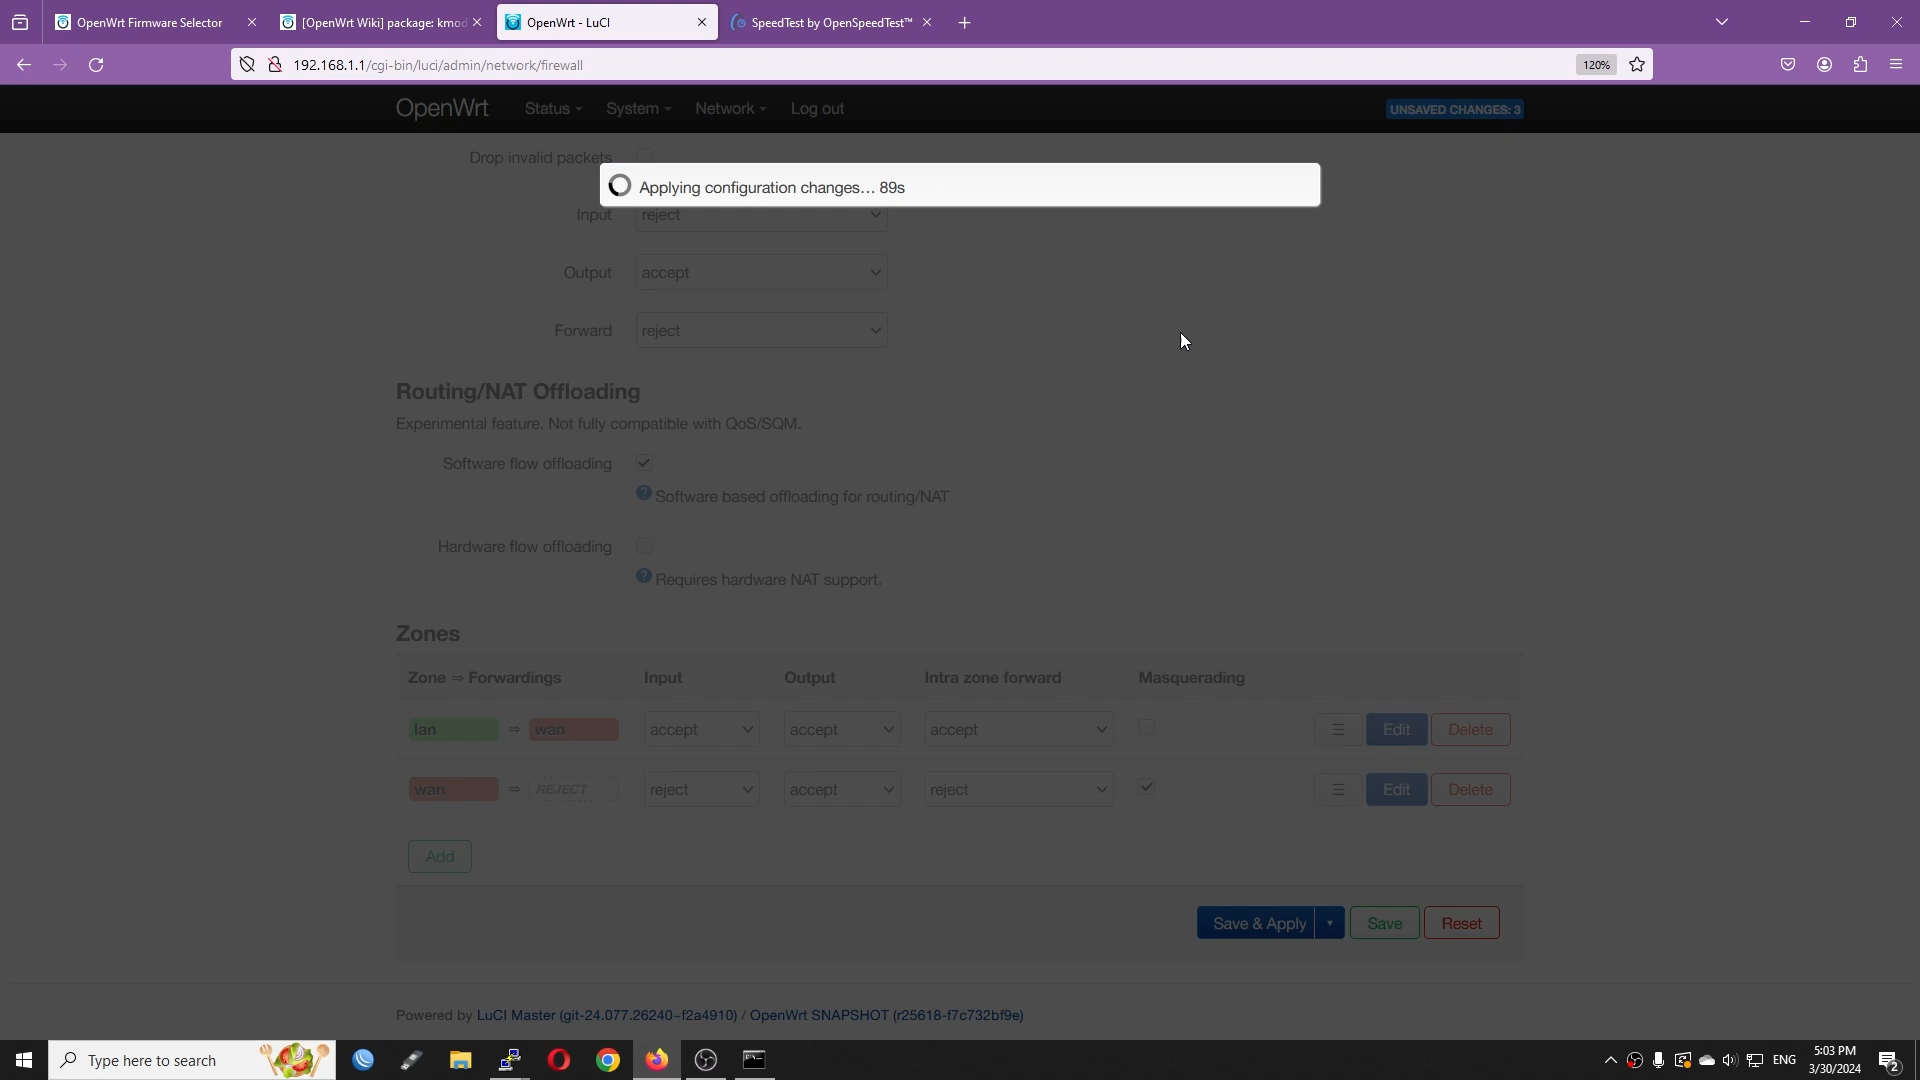 OpenWrt Firmware Selector
[OpenWrt Wiki] package: kmod
OpenWrt - LuCI
SpeedTest by OpenSpeedTest™
192.168.1.1/cgi-bin/luci/admin/network/firewall
120%
OpenWrt
Status
System
Network
Log out
UNSAVED CHANGES: 3
Drop invalid packets
Applying configuration changes… 89s
Input
reject
Output
accept
Forward
reject
Routing/NAT Offloading
Experimental feature. Not fully compatible with QoS/SQM.
Software flow offloading
Software based offloading for routing/NAT
Hardware flow offloading
Requires hardware NAT support.
Zones
Zone ⇒ Forwardings
Input
Output
Intra zone forward
Masquerading
lan ⇒ wan
accept
accept
accept
Edit
Delete
wan ⇒ REJECT
reject
accept
reject
Edit
Delete
Add
Save & Apply
Save
Reset
Powered by LuCI Master (git-24.077.26240~f2a4910) / OpenWrt SNAPSHOT (r25618-f7c732bf9e)
Type here to search
ENG
5:03 PM
3/30/2024
2